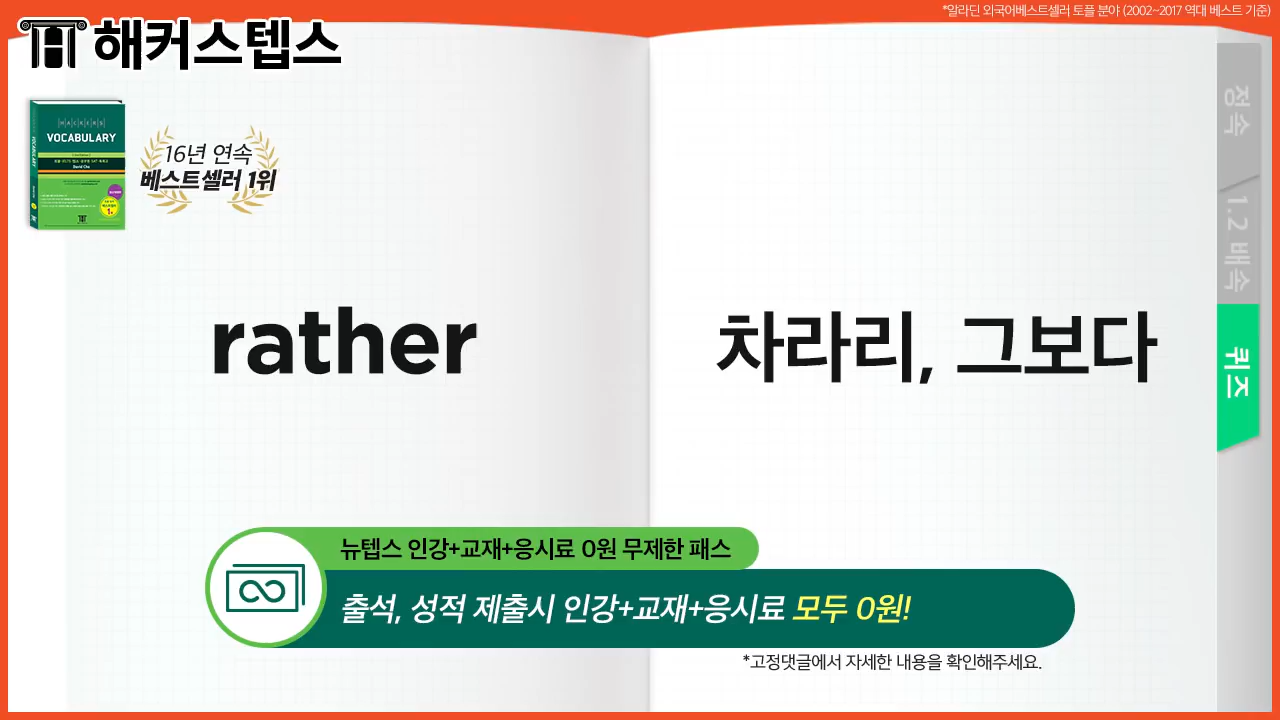 *알라딘 외국어베스트셀러 토플 분야 (2002~2017 역대 베스트 기준)
해커스텝스
HACKERS
VOCABULARY
David Cho
VOCABULARY
16년 연속
베스트셀러 1위
정속
1.2 배속
퀴즈
rather
차라리, 그보다
뉴텝스 인강+교재+응시료 0원 무제한 패스
출석, 성적 제출시 인강+교재+응시료 모두 0원!
*고정댓글에서 자세한 내용을 확인해주세요.